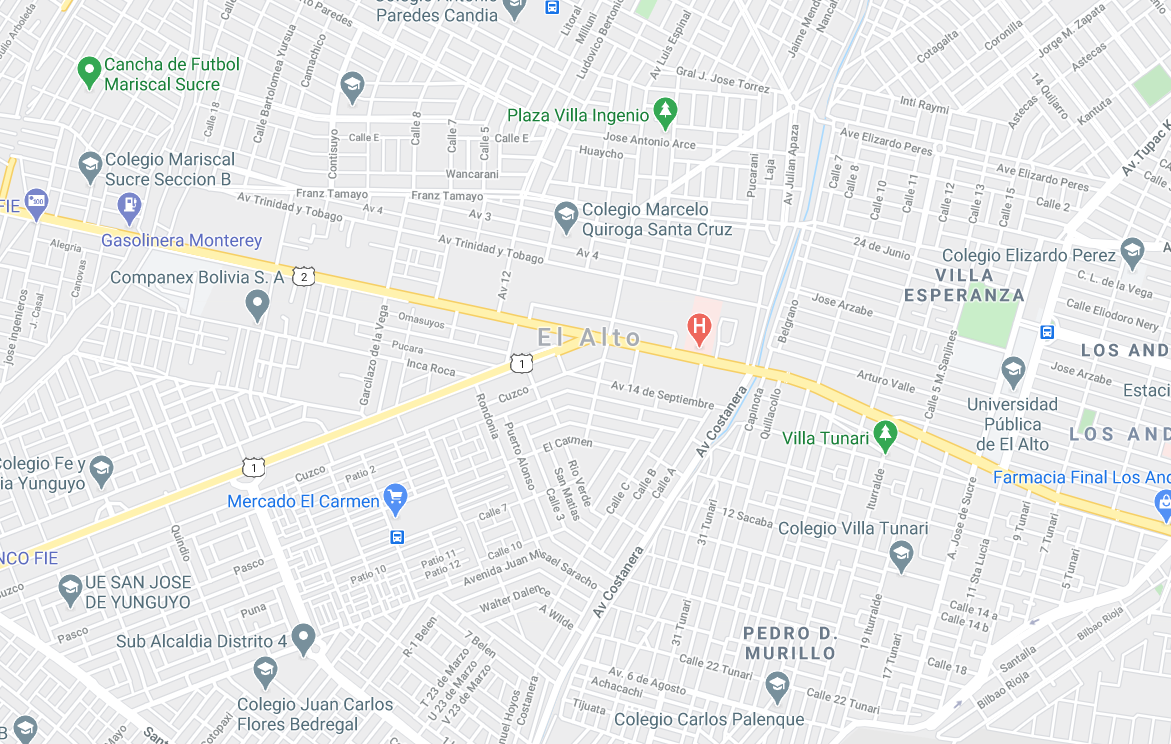 Paredes Candia
Litoral
Milluni
Ludovico
Av Luis Espinal
Cotagaita
Coronilla
Jorge M. Zapata
Aztecas
Cancha de Futbol
Mariscal Sucre
Calle 18
Calle Bartolomea Yursua
Camachico
Gral J. Jose Torrez
14 Quijarro
Aztecas
Kantuta
Inti Raymi
Plaza Villa Ingenio
Contisuyo
Calle E
Calle 8
Calle 7
Calle 5
Calle E
Jose Antonio Arce
Huaycho
Pucarani
Laja
Av Julian Apaza
Ave Elizardo Perez
Ave Elizardo Perez
Av. Tupac K
Colegio Mariscal
Sucre Seccion B
Wancarani
Calle 7
Calle 8
Calle 10
Calle 11
Calle 12
Calle 13
Calle 15
Calle 2
FIE
Franz Tamayo
Franz Tamayo
Av Trinidad y Tobago
Av 4
Av 3
Colegio Marcelo
Quiroga Santa Cruz
Gasolinera Monterey
Alegria
Canovas
Av Trinidad y Tobago
Av 4
24 de Junio
Colegio Elizardo Perez
VILLA
ESPERANZA
C. L. de la Vega
Companex Bolivia S. A
2
Av 12
Jose ingenieros
J. Casal
Garcilazo de la Vega
Omasuyos
El Alto
H
Belgrano
Jose Arzabe
Calle Eliodoro Nery
Pucara
Inca Roca
1
LOS AND
Jose Arzabe
Arturo Valle
Calle 5 M.Sanjines
Estaci
Cuzco
Av. 14 de Septiembre
Av Costanera
Capinota
Quillacollo
Universidad
Pública
de El Alto
LOS AND
Rondonia
Puerto Alonso
El Carmen
Villa Tunari
Colegio Fe y
ia Yunguyo
1
Cuzco
Patio 2
Rio Verde
San Matias
Calle 3
Calle C
Calle B
Calle A
Iturralde
Farmacia Final Los And
Mercado El Carmen
Calle 7
31 Tunari
12 Sacaba
Colegio Villa Tunari
A. Jose de Sucre
9 Tunari
7 Tunari
NCO FIE
Quindio
Pasco
Patio 11
Patio 12
Calle 10
Patio 10
Av Costanera
11 Sta Lucia
5 Tunari
UE SAN JOSE
DE YUNGUYO
Puna
Walter
A Wilde
31 Tunari
19 Iturralde
17 Tunari
Calle 14 a
Calle 14 b
Bilbao Rioja
Pasco
Sub Alcaldia Distrito 4
R-1 Belen
7 Belen
PEDRO D.
MURILLO
Santalla
Calle 18
Calle 22 Tunari
Calle 22 Tunari
Bilbao Rioja
T 23 de Marzo
U 23 de Marzo
V 23 de Marzo
Av. 6 de Agosto
Achacachi
Tijuata
Colegio Juan Carlos
Flores Bedregal
Costanera
Colegio Carlos Palenque